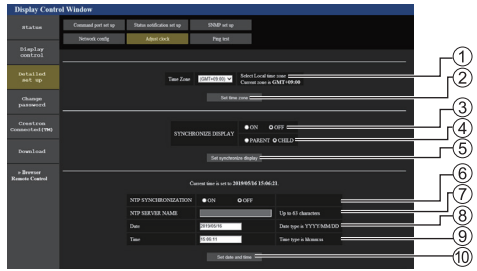 Display Control Window
Status
Display
control
Detailed
set up
Change
password
Crestron
Connected(TM)
Download
e Browser
Remote Control
Command port set up
Status notification set up
SNMP set up
Network config
Adjust clock
Ping test
Time Zone
(GMT+09:00)
Select Local time zone
Current zone is GMT+09:00
Set time zone
SYNCHRONIZE DISPLAY
ON OFF
PARENT CHILD
Set synchronize display
Current time is set to 2019/05/16 15:06:21
NTP SYNCHRONIZATION
ON OFF
NTP SERVER NAME
Up to 63 characters
Date
2019/05/16
Date type is YYYY/MM/DD
Time
15:06:11
Time type is hh:mm:ss
Set date and time
1
2
3
4
5
6
7
8
9
10